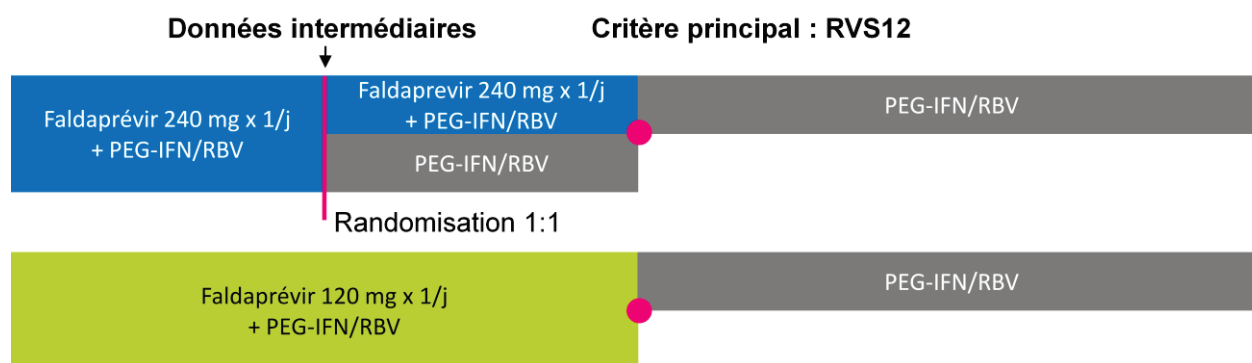 Données intermédiaires
Critère principal : RVS12
Faldaprévir 240 mg x 1/j
+ PEG-IFN/RBV
Faldaprevir 240 mg x 1/j
+ PEG-IFN/RBV
PEG-IFN/RBV
PEG-IFN/RBV
Randomisation 1:1
Faldaprévir 120 mg x 1/j
+ PEG-IFN/RBV
PEG-IFN/RBV